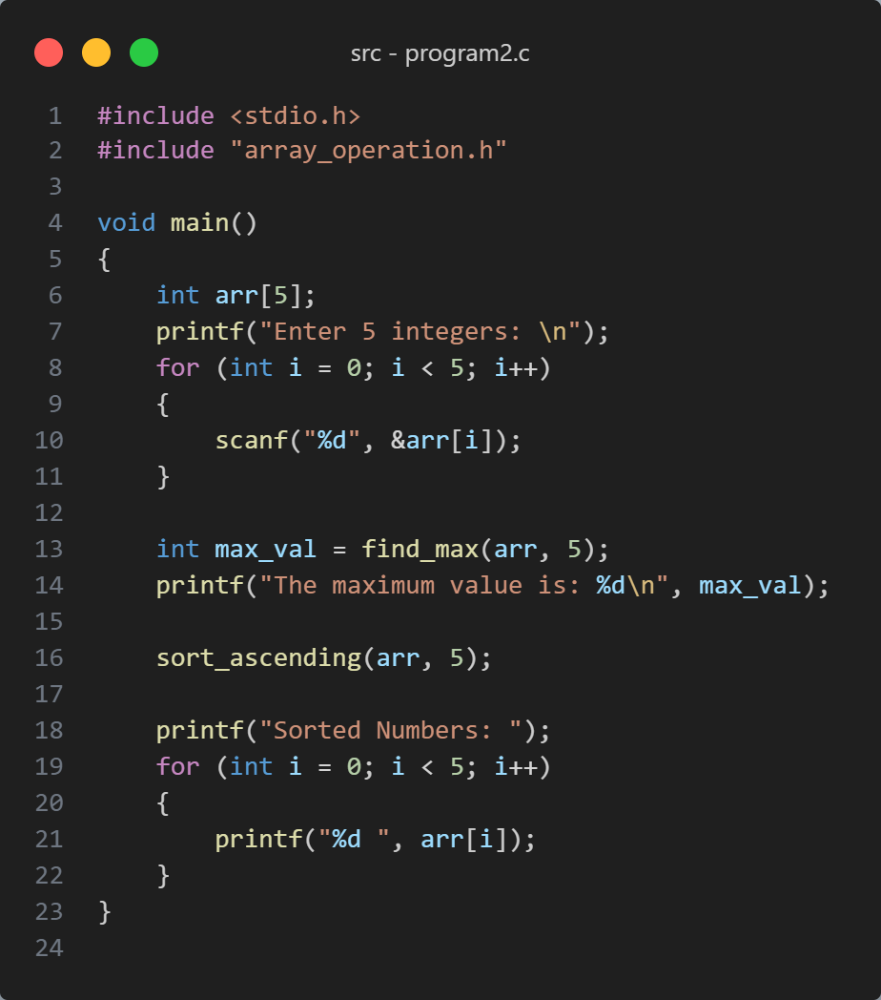 src - program2.c
1 #include <stdio.h>
2 #include "array_operation.h"
3
4 void main()
5 {
6     int arr[5];
7     printf("Enter 5 integers: \n");
8     for (int i = 0; i < 5; i++)
9     {
10         scanf("%d", &arr[i]);
11     }
12
13     int max_val = find_max(arr, 5);
14     printf("The maximum value is: %d\n", max_val);
15
16     sort_ascending(arr, 5);
17
18     printf("Sorted Numbers: ");
19     for (int i = 0; i < 5; i++)
20     {
21         printf("%d ", arr[i]);
22     }
23 }
24